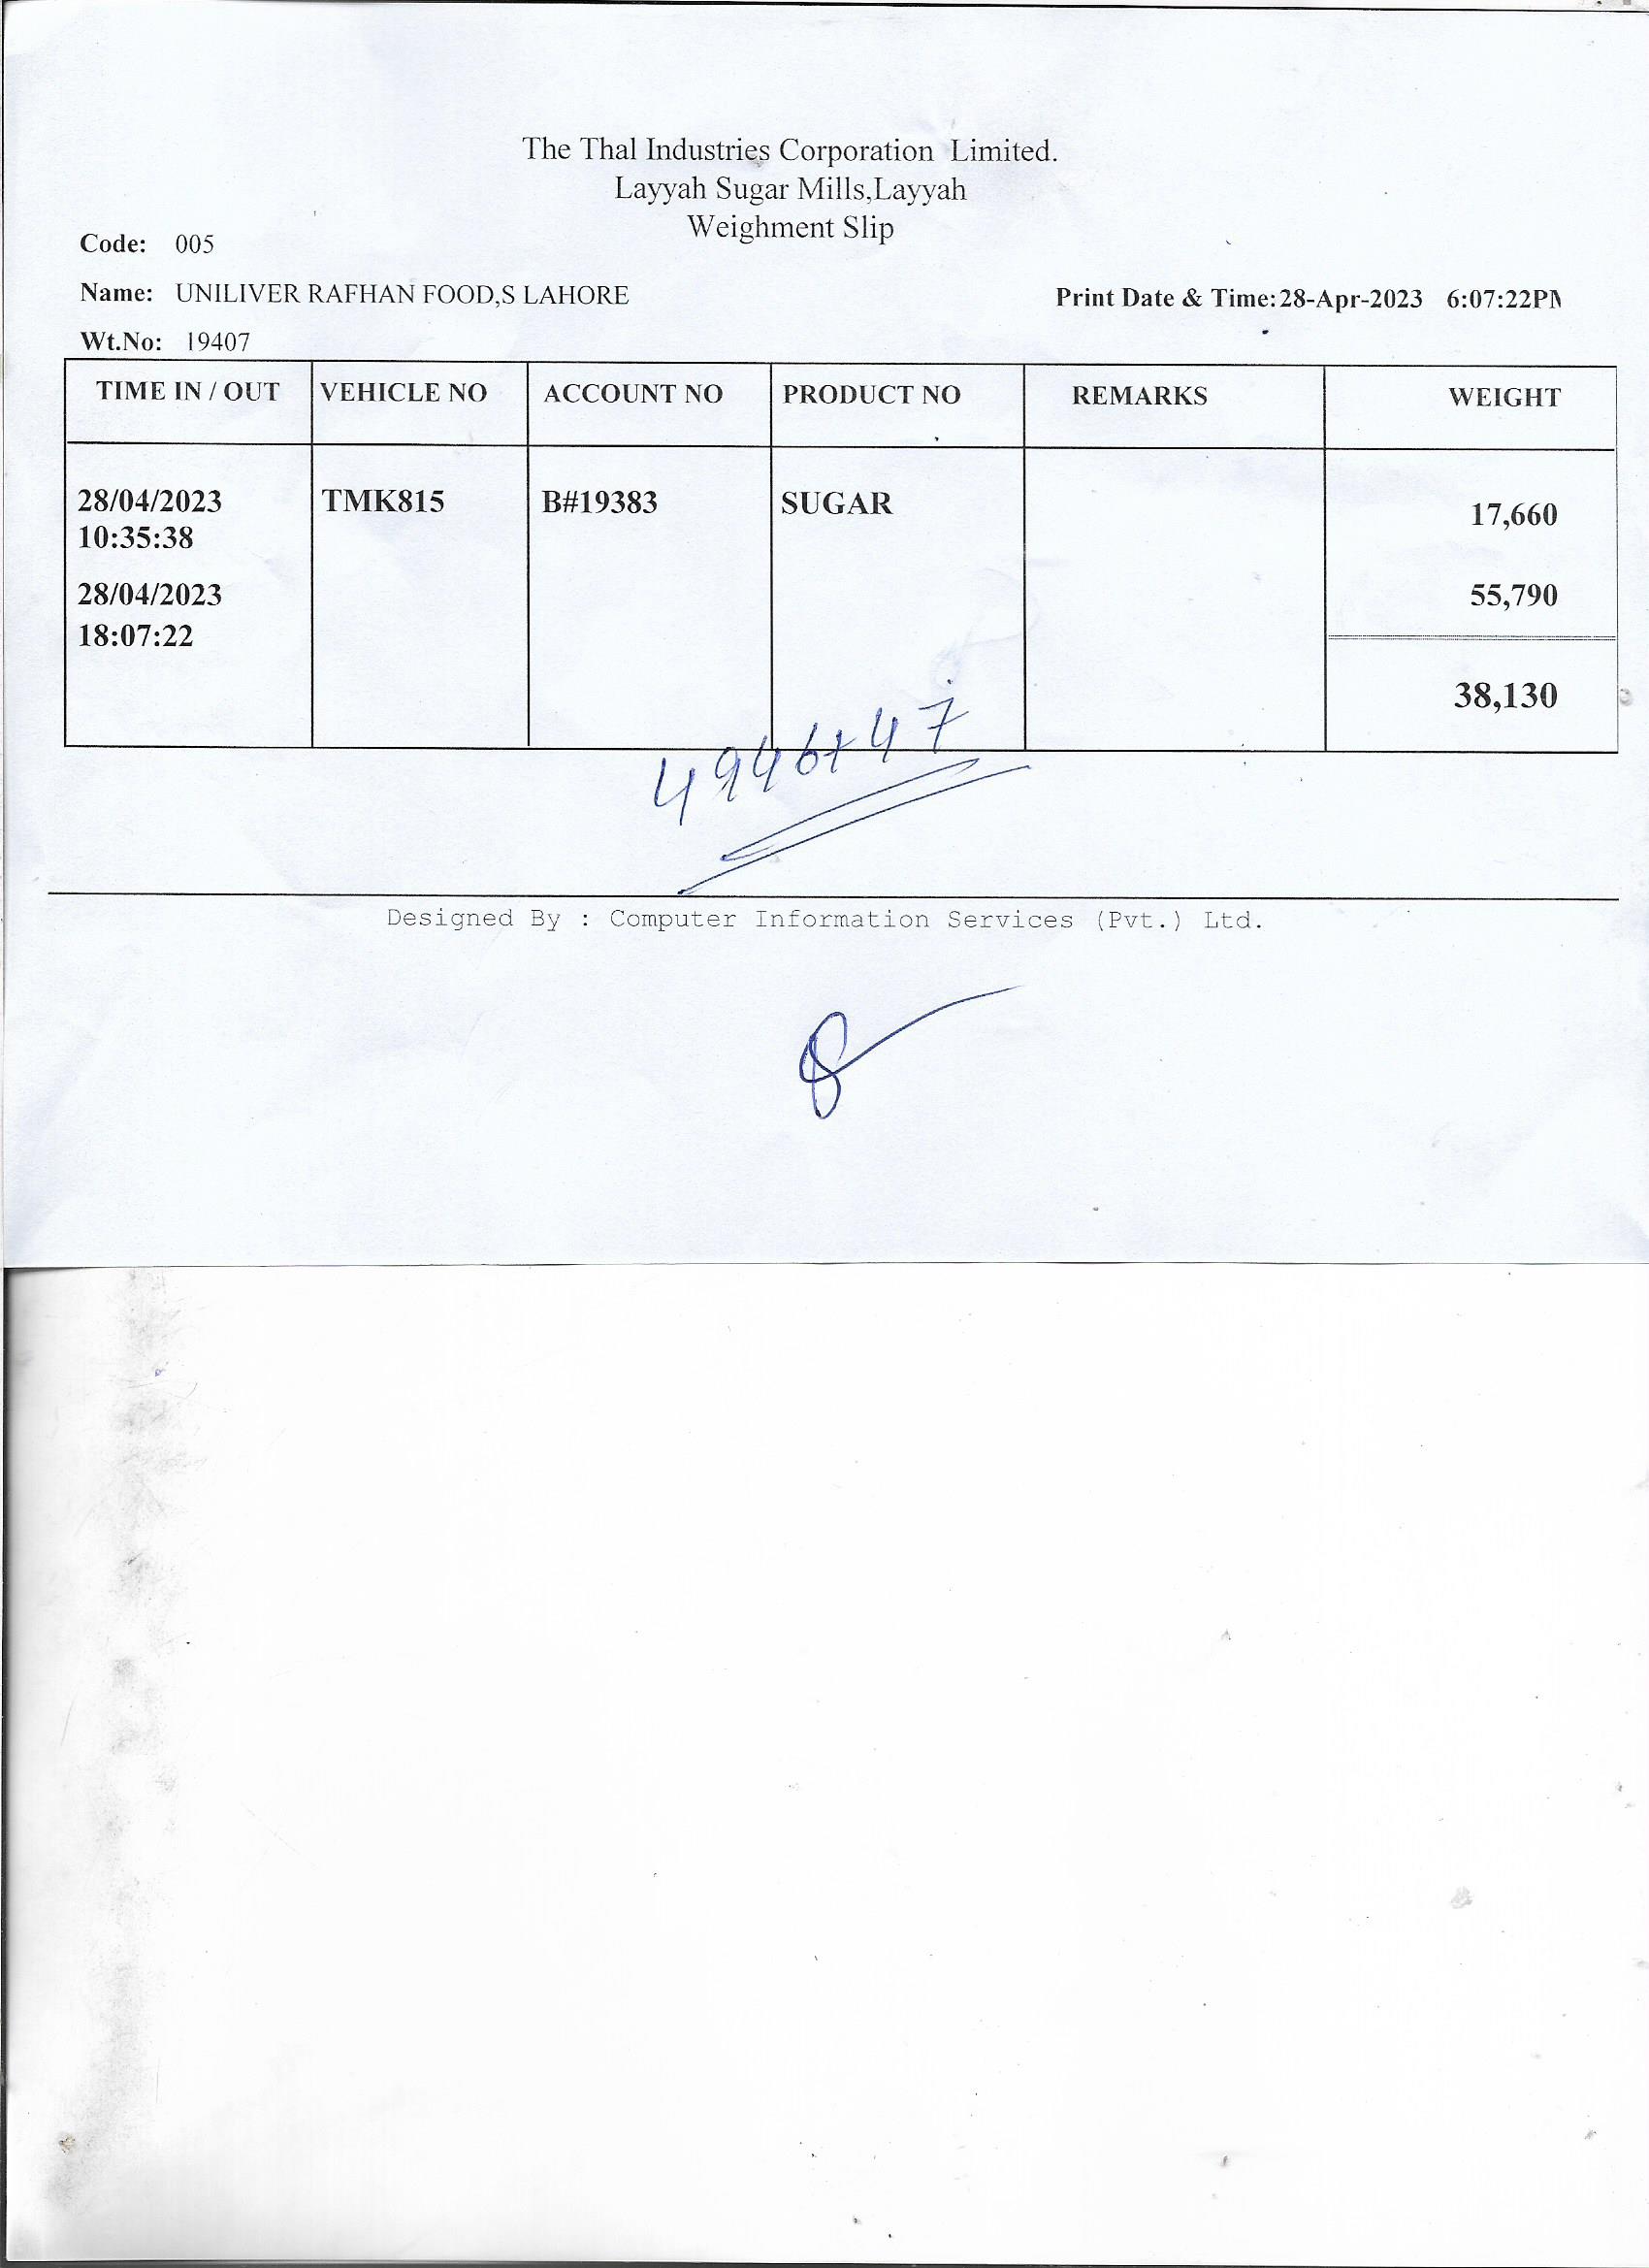 The Thal Industries Corporation Limited.
Layyah Sugar Mills,Layyah
Weighment Slip
Code: 005
Name: UNILIVER RAFHAN FOOD,S LAHORE
Print Date & Time:28-Apr-2023 6:07:22PM
Wt.No: 19407
TIME IN / OUT VEHICLE NO ACCOUNT NO PRODUCT NO REMARKS WEIGHT
28/04/2023 TMK815 B#19383 SUGAR 17,660
10:35:38
28/04/2023 55,790
18:07:22
38,130
Designed By : Computer Information Services (Pvt.) Ltd.